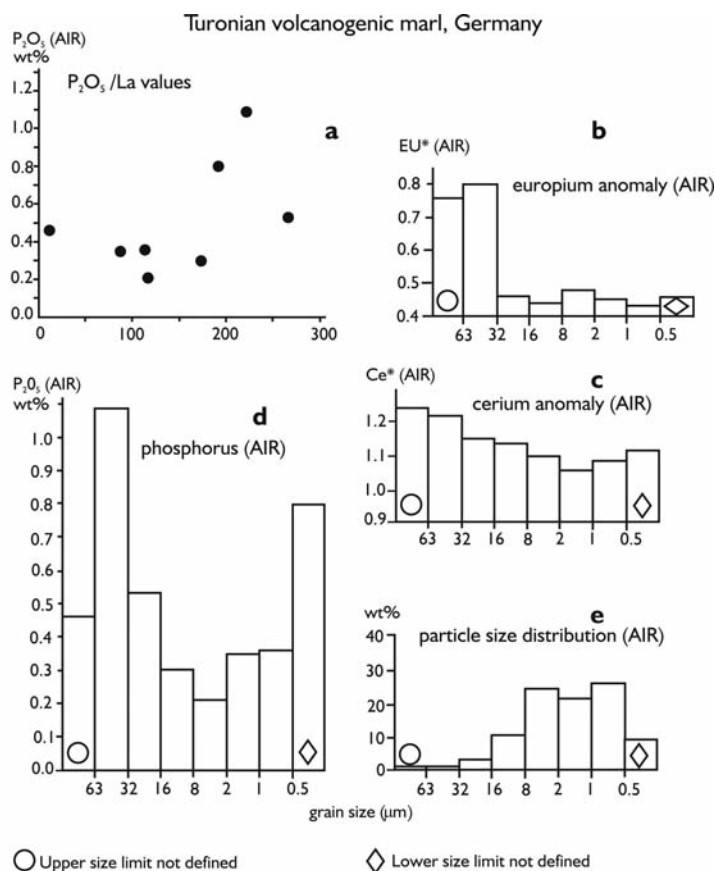 Turonian volcanogenic marl, Germany
P₂O₅ (AIR)
wt%
P₂O₅ /La values
a
1.2
1.0
0.8
0.6
0.4
0.2
0.0
0 100 200 300
b
EU* (AIR)
europium anomaly (AIR)
0.8
0.7
0.5
0.4
63 32 16 8 2 1 0.5
Ce* (AIR)
c
cerium anomaly (AIR)
1.2
1.1
1.0
0.9
63 32 16 8 2 1 0.5
P₂0₅ (AIR)
wt%
d
phosphorus (AIR)
1.0
0.9
0.8
0.7
0.6
0.5
0.4
0.3
0.2
0.1
0.0
63 32 16 8 2 1 0.5
grain size (µm)
wt%
e
particle size distribution (AIR)
40
30
20
10
0
63 32 16 8 2 1 0.5
Upper size limit not defined
Lower size limit not defined